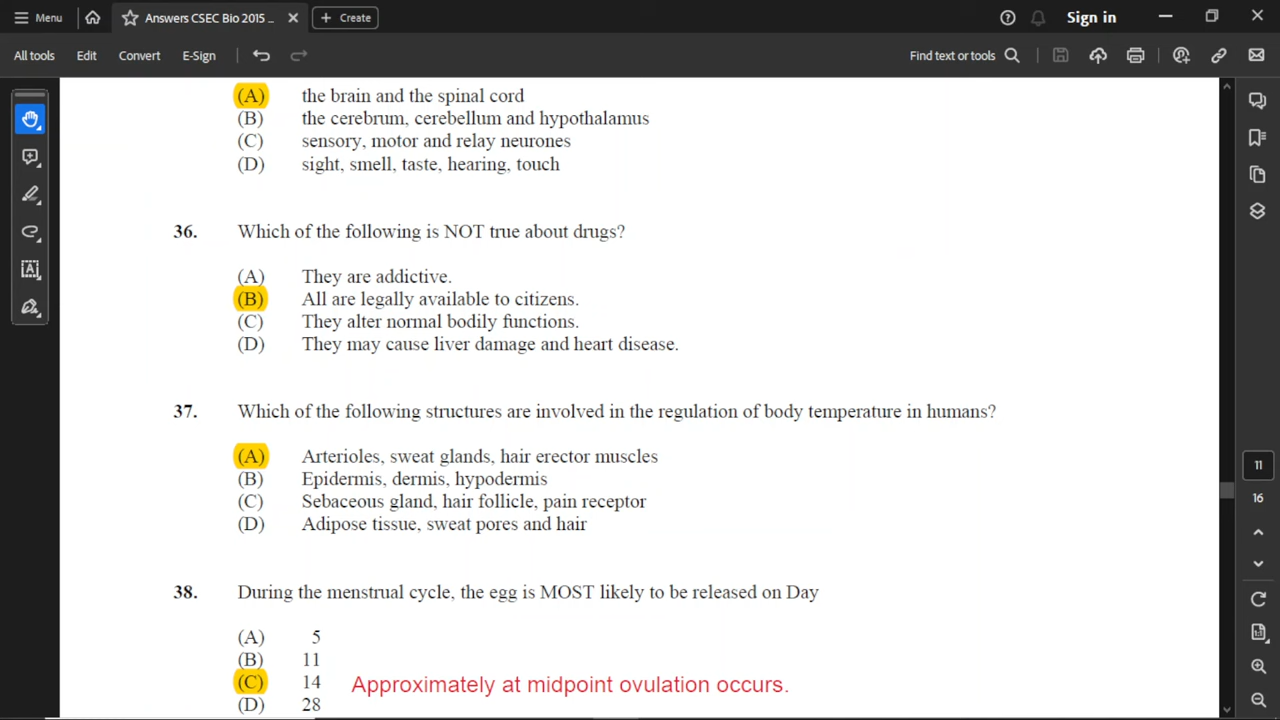 Menu
Answers CSEC Bio 2015 ...
Create
Sign in
All tools
Edit
Convert
E-Sign
Find text or tools
(A) the brain and the spinal cord
(B) the cerebrum, cerebellum and hypothalamus
(C) sensory, motor and relay neurones
(D) sight, smell, taste, hearing, touch
36. Which of the following is NOT true about drugs?
(A) They are addictive.
(B) All are legally available to citizens.
(C) They alter normal bodily functions.
(D) They may cause liver damage and heart disease.
37. Which of the following structures are involved in the regulation of body temperature in humans?
(A) Arterioles, sweat glands, hair erector muscles
(B) Epidermis, dermis, hypodermis
(C) Sebaceous gland, hair follicle, pain receptor
(D) Adipose tissue, sweat pores and hair
38. During the menstrual cycle, the egg is MOST likely to be released on Day
(A) 5
(B) 11
(C) 14 Approximately at midpoint ovulation occurs.
(D) 28
11
16
1:1